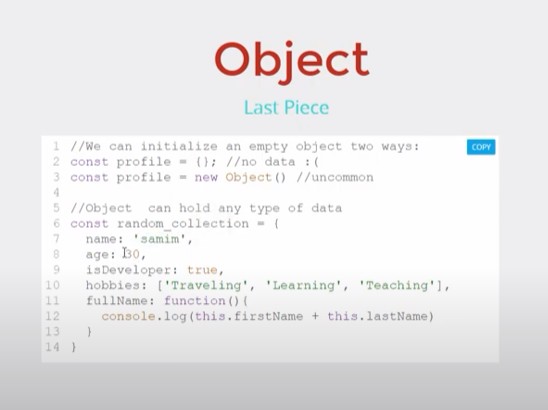 Object
Last Piece
COPY
1 //We can initialize an empty object two ways:
2 const profile = {}; //no data :(
3 const profile = new Object() //uncommon
4
5 //Object can hold any type of data
6 const random_collection = {
7 name: 'samim',
8 age: 30,
9 isDeveloper: true,
10 hobbies: ['Traveling', 'Learning', 'Teaching'],
11 fullName: function(){
12 console.log(this.firstName + this.lastName)
13 }
14 }